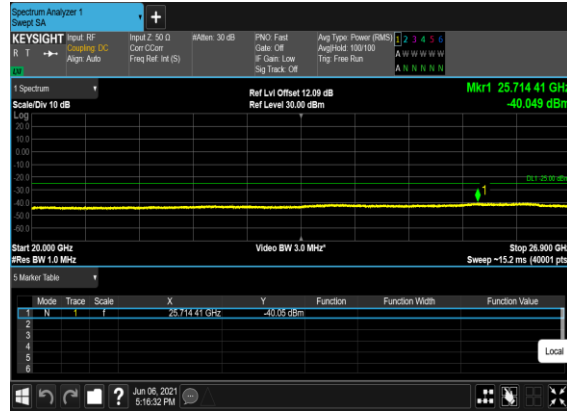 Spectrum Analyzer 1
Swept SA
+
KEYSIGHT Input: RF Input Z: 50 Ω #Atten: 30 dB PNO: Fast Avg Type: Power (RMS) 1 2 3 4 5 6
R T Coupling: DC Corr CCorr Gate: Off Avg|Hold: 100/100 A W W W W W
Align: Auto Freq Ref: Int (S) IF Gain: Low Trig: Free Run
LW Sig Track: Off A N N N N N
1 Spectrum Ref Lvl Offset 12.09 dB Mkr1 25.714 41 GHz
Scale/Div 10 dB Ref Level 30.00 dBm -40.049 dBm
Log
20.0
10.0
0.00
-10.0
-20.0 DL1 -25.00 dBm
-30.0 1
-40.0
-50.0
-60.0
Start 20.000 GHz Video BW 3.0 MHz* Stop 26.900 GHz
#Res BW 1.0 MHz Sweep ~15.2 ms (40001 pts)
5 Marker Table
Mode Trace Scale X Y Function Function Width Function Value
1 N 1 f 25.714 41 GHz -40.05 dBm
2
3
4
5
6
Local
? Jun 06, 2021
5:16:32 PM